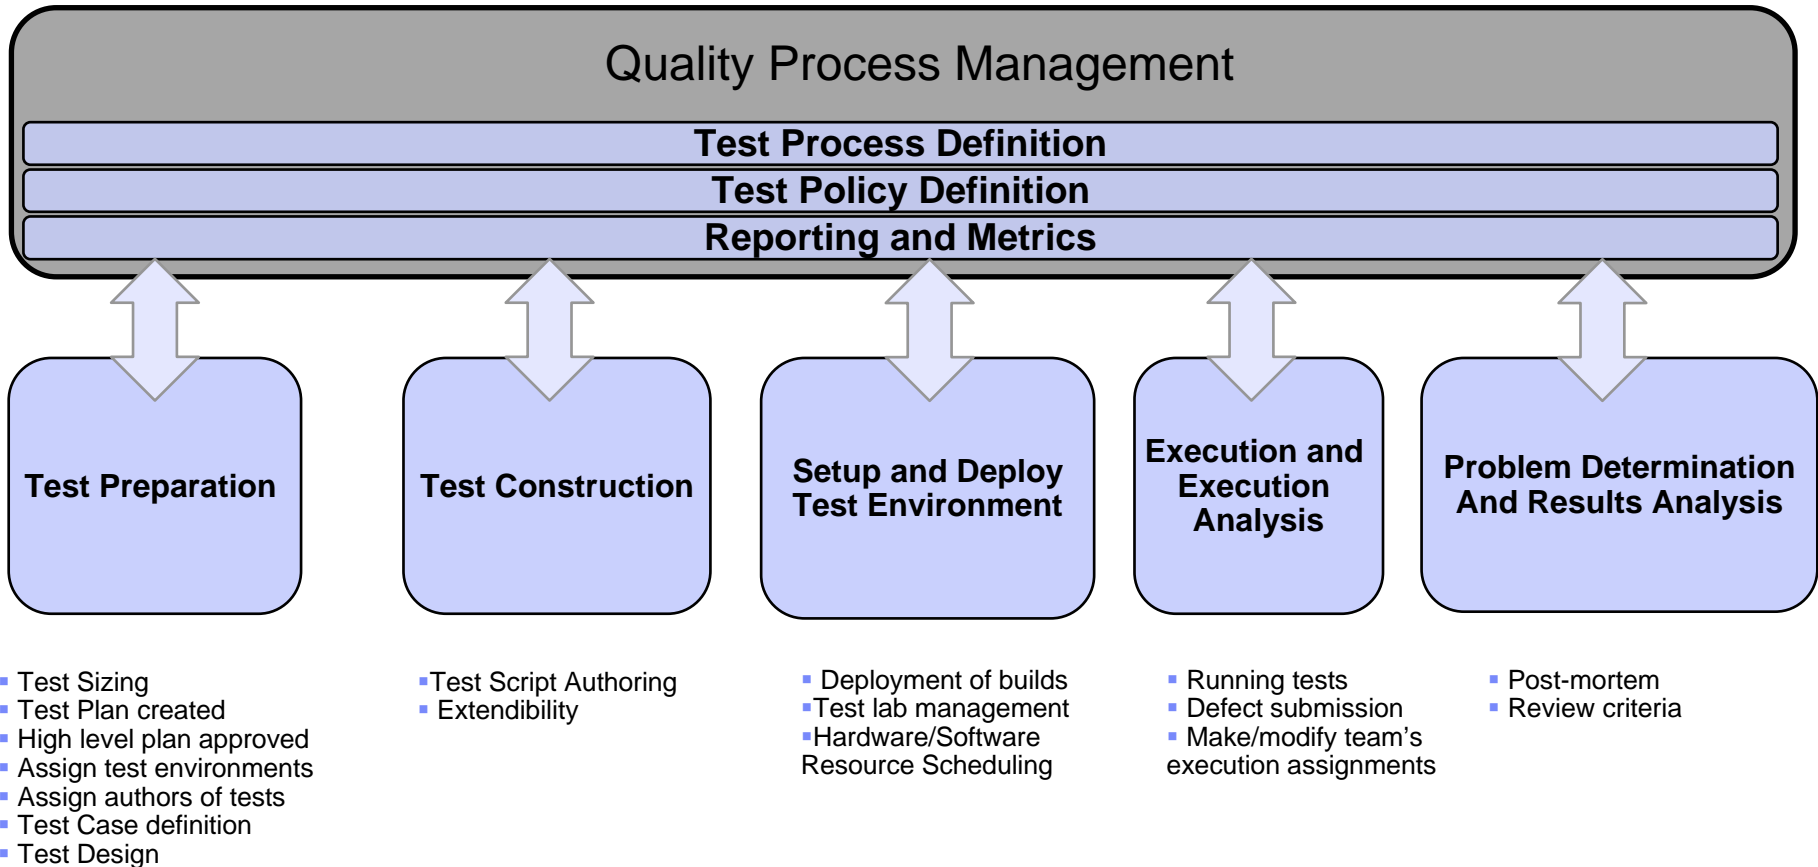 Quality Process Management
Test Process Definition
Test Policy Definition
Reporting and Metrics
Test Preparation
Test Construction
Setup and Deploy
Test Environment
Execution and
Execution
Analysis
Problem Determination
And Results Analysis
▪ Test Sizing
▪ Test Plan created
▪ High level plan approved
▪ Assign test environments
▪ Assign authors of tests
▪ Test Case definition
▪ Test Design
▪Test Script Authoring
▪ Extendibility
▪ Deployment of builds
▪Test lab management
▪Hardware/Software
Resource Scheduling
▪ Running tests
▪ Defect submission
▪ Make/modify team’s
execution assignments
▪ Post-mortem
▪ Review criteria